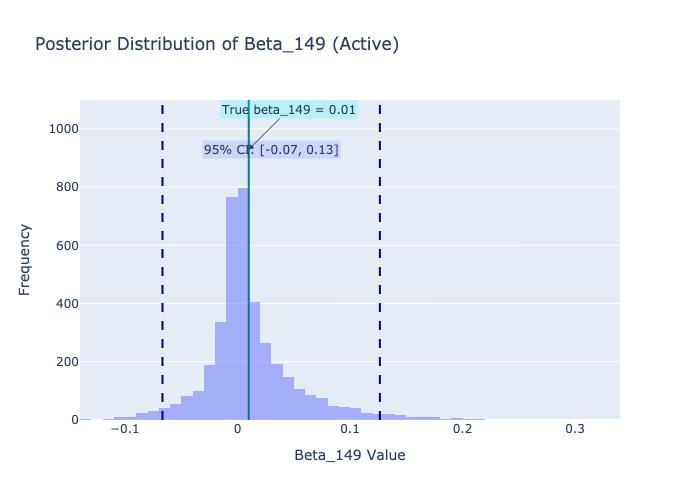 Posterior Distribution of Beta_149 (Active)
True beta_149 = 0.01
95% CI: [-0.07, 0.13]
1000
800
600
400
200
0
Frequency
−0.1
0
0.1
0.2
0.3
Beta_149 Value